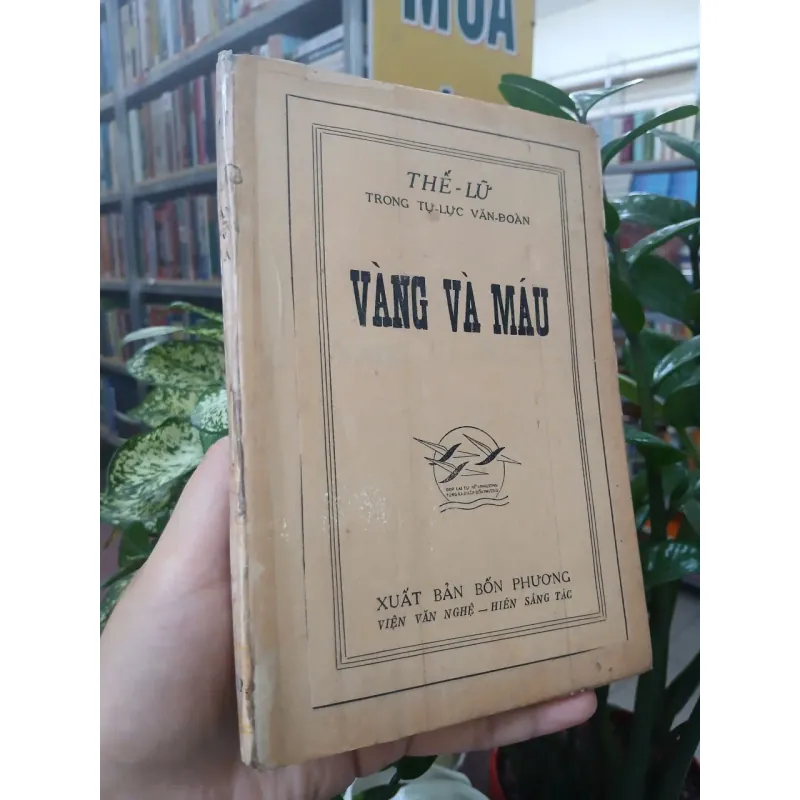 MUA
THẾ-LỮ
TRONG TỰ-LỰC VĂN-ĐOÀN
VÀNG VÀ MÁU
XUẤT BẢN BỐN PHƯƠNG
VIỆN VĂN NGHỆ — HIÊN SÁNG TÁC